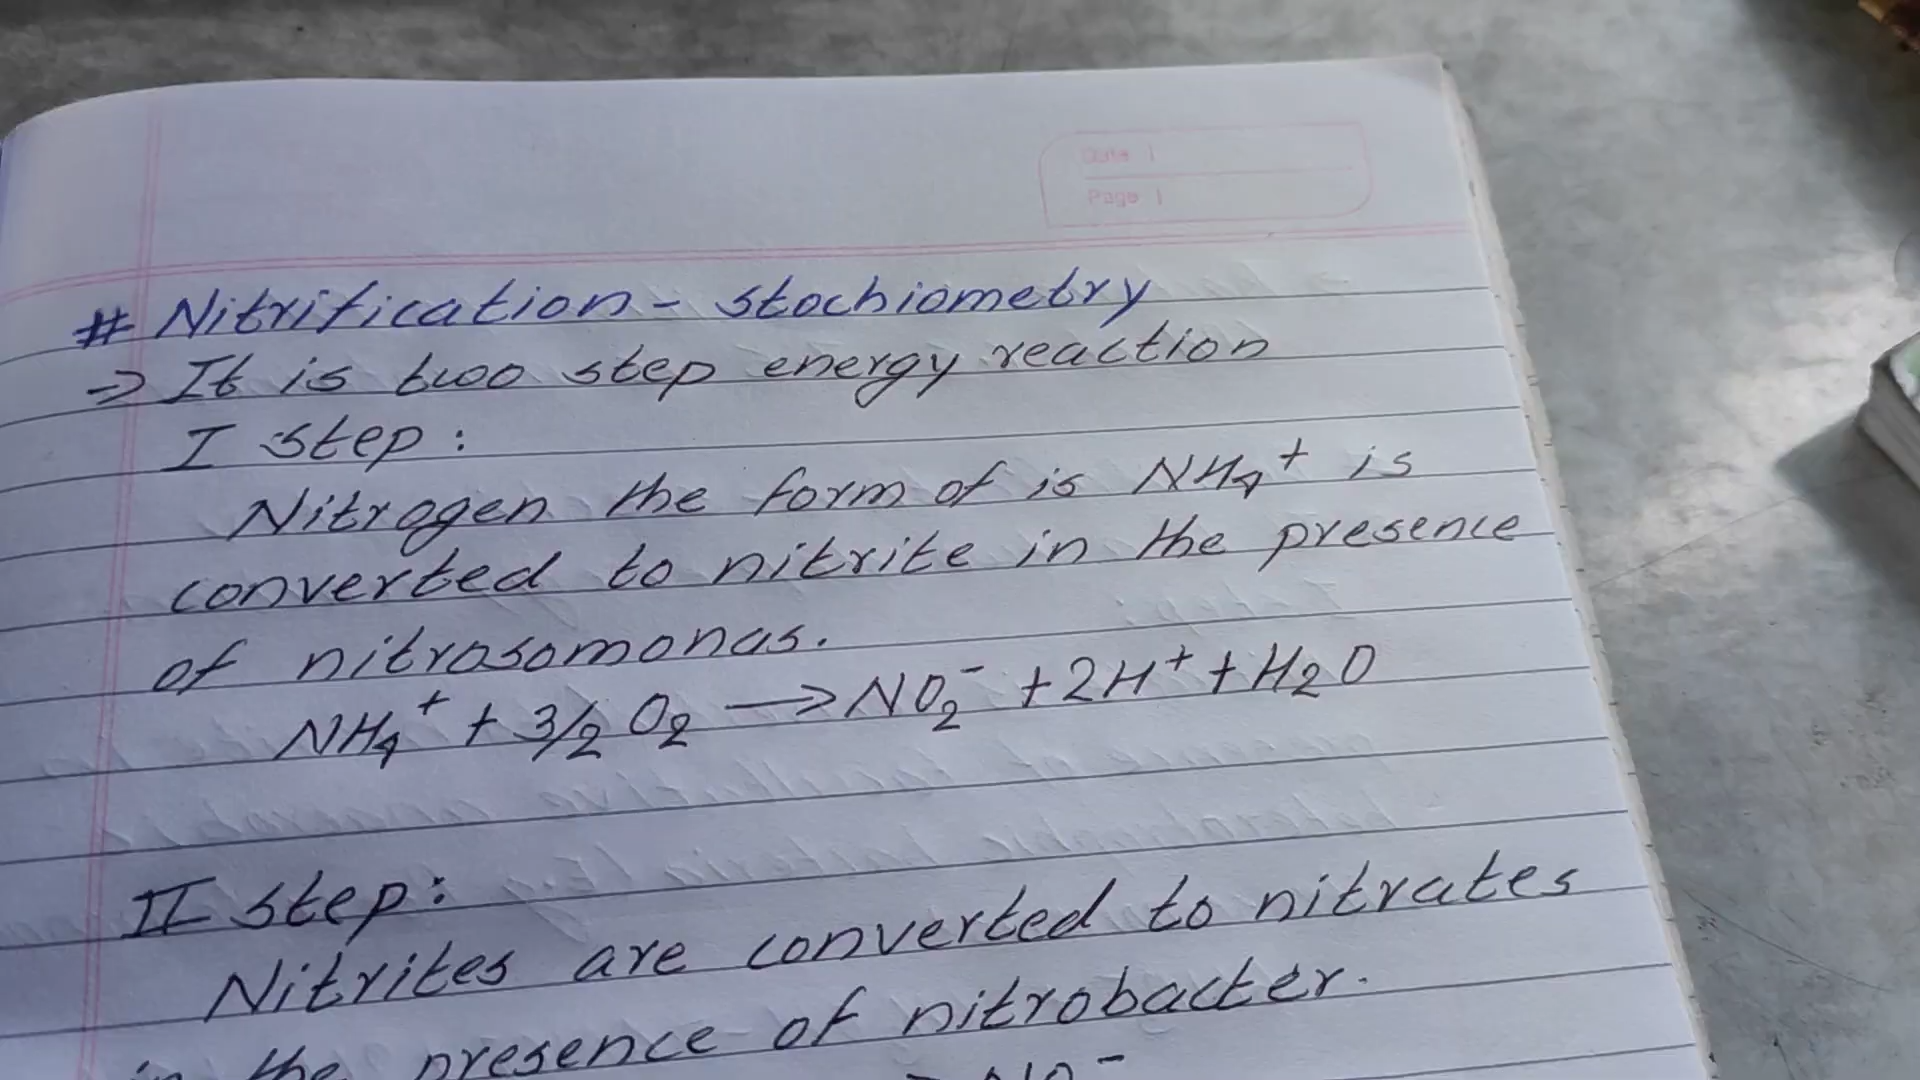 Date |
Page |
# Nitrification - stochiometry
⇒ It is two step energy reaction
I step:
Nitrogen the form of is NH₄⁺ is
converted to nitrite in the presence
of nitrosomonas.
NH₄⁺ + 3/2 O₂ → NO₂⁻ + 2H⁺ + H₂O
II step:
Nitrites are converted to nitrates
in the presence of nitrobacter.